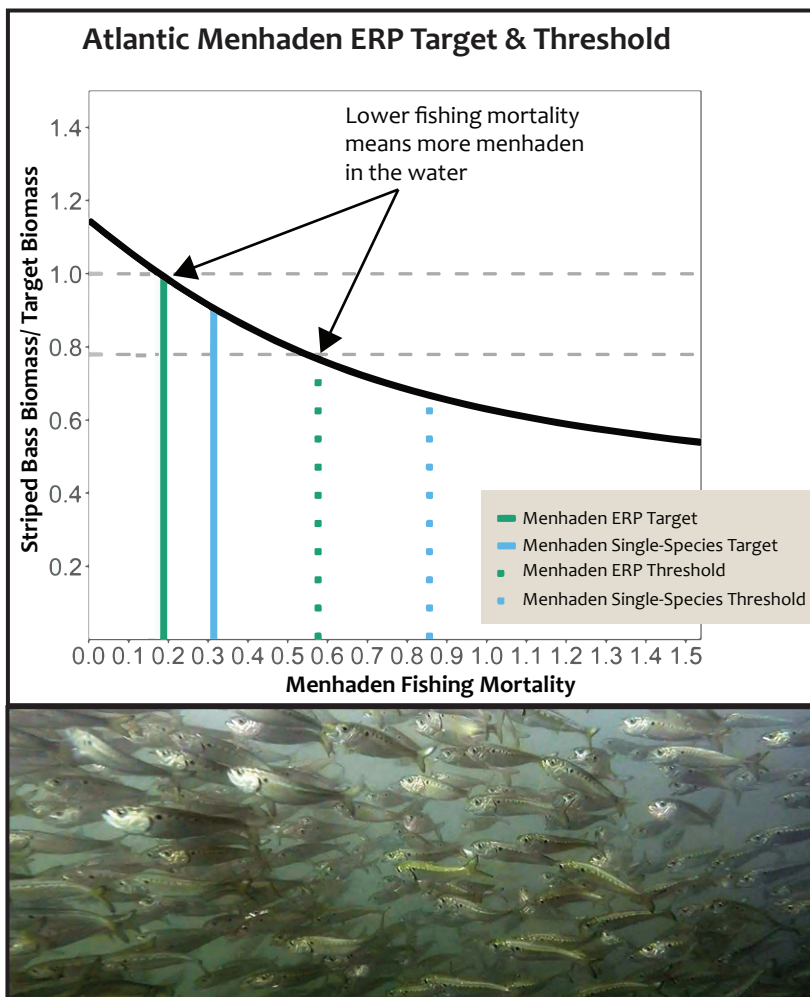 Atlantic Menhaden ERP Target & Threshold
Lower fishing mortality
means more menhaden
in the water
Striped Bass Biomass/ Target Biomass
1.4
1.2
1.0
0.8
0.6
0.4
0.2
Menhaden ERP Target
Menhaden Single-Species Target
Menhaden ERP Threshold
Menhaden Single-Species Threshold
0.0 0.1 0.2 0.3 0.4 0.5 0.6 0.7 0.8 0.9 1.0 1.1 1.2 1.3 1.4 1.5
Menhaden Fishing Mortality